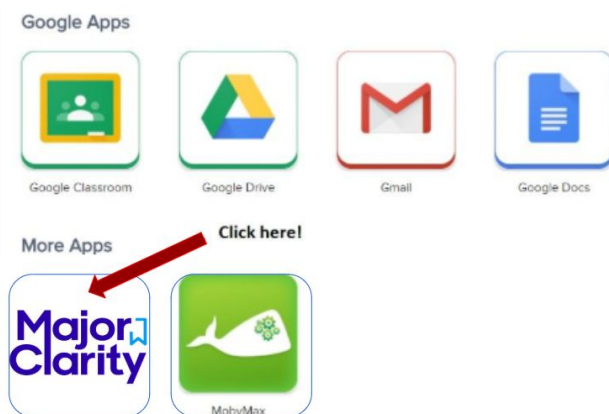 Google Apps
Google Classroom
Google Drive
Gmail
Google Docs
Click here!
More Apps
Major
Clarity
MobyMax